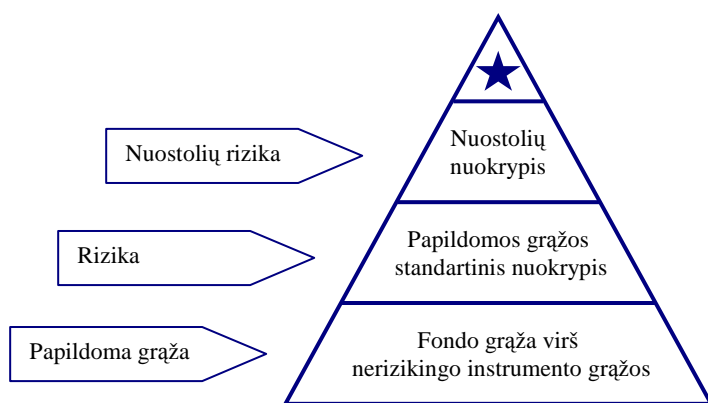 Nuostolių rizika
Nuostolių
nuokrypis
Rizika
Papildomos grąžos
standartinis nuokrypis
Papildoma grąža
Fondo grąža virš
nerizikingo instrumento grąžos